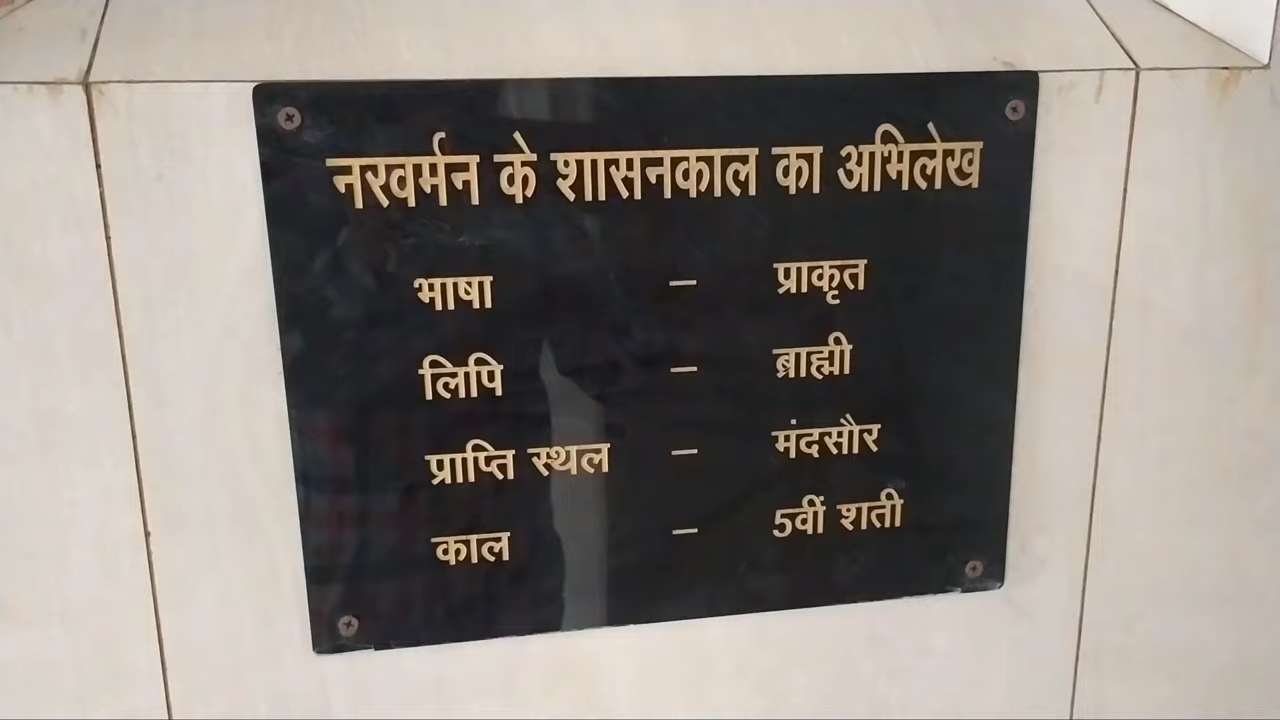 नरवर्मन के शासनकाल का अभिलेख
भाषा – प्राकृत
लिपि – ब्राह्मी
प्राप्ति स्थल – मंदसौर
काल – 5वीं शती